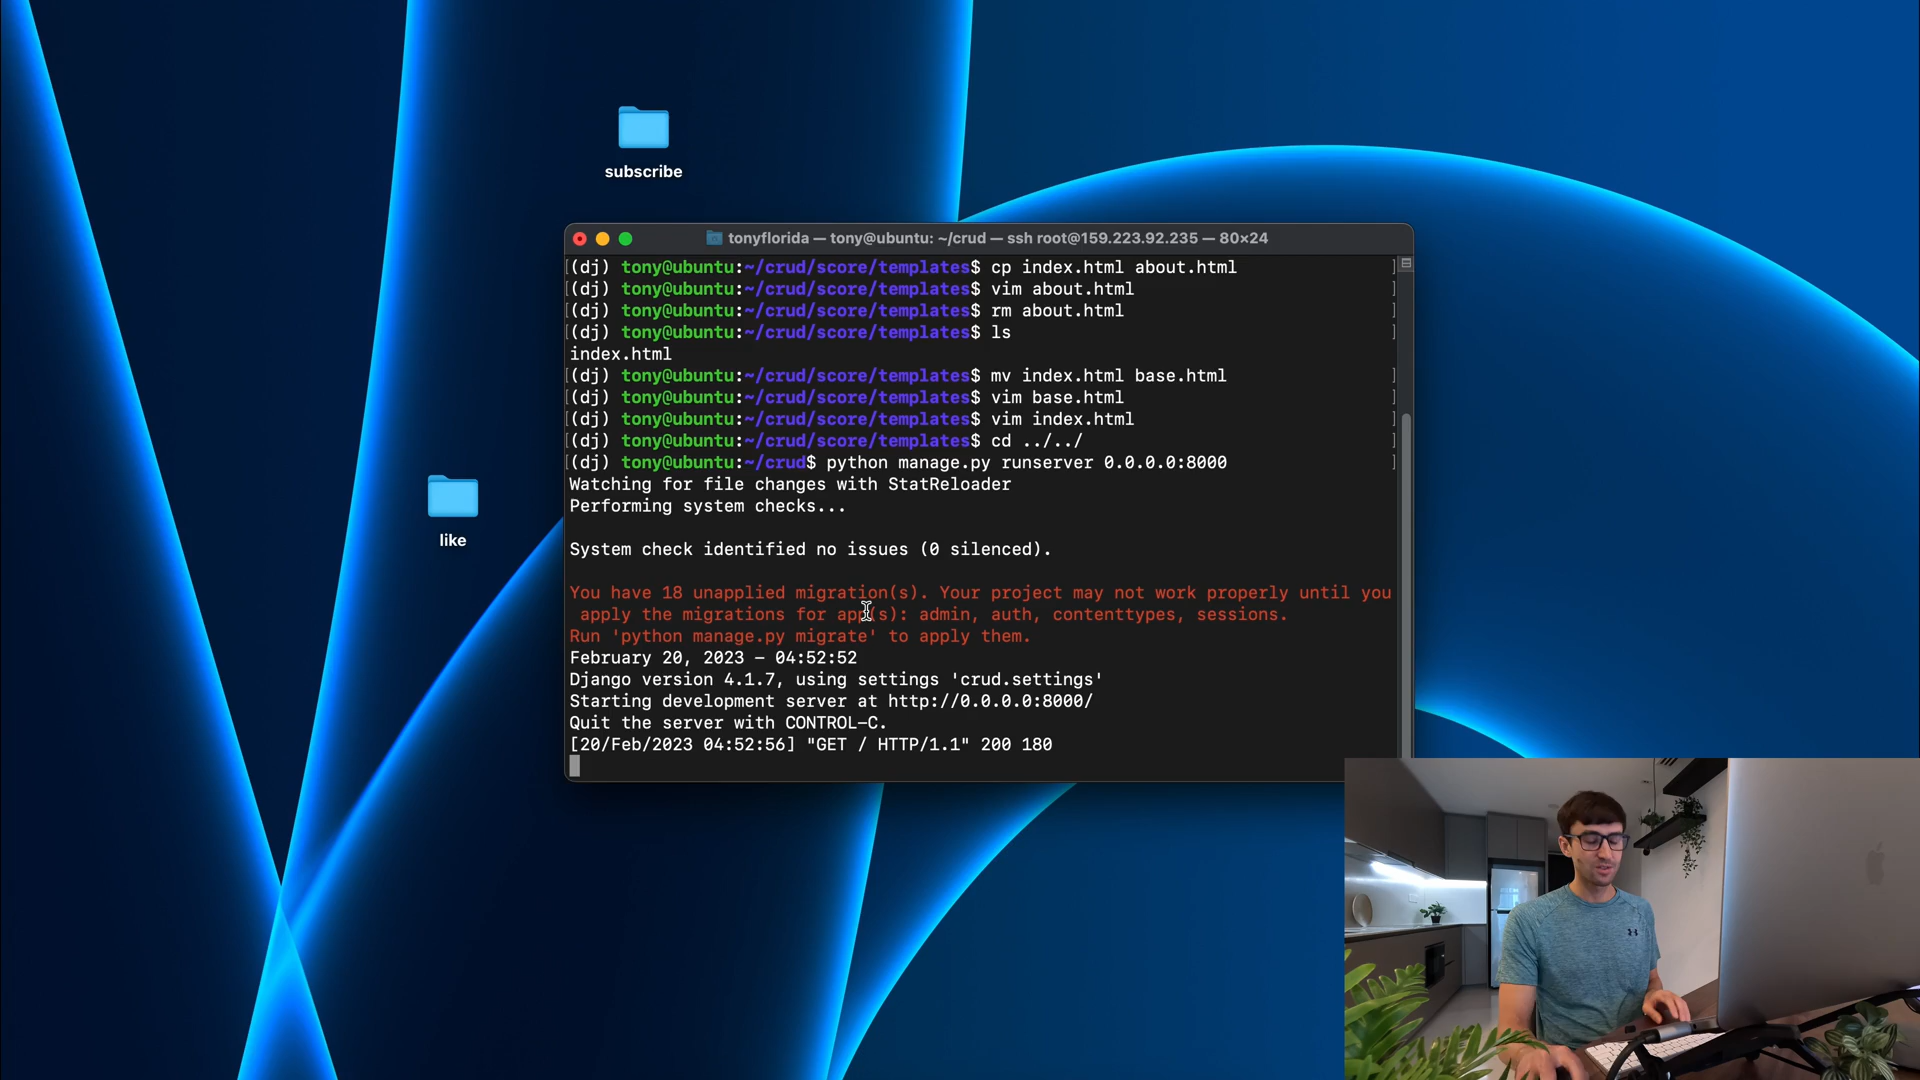 subscribe
tonyflorida — tony@ubuntu: ~/crud — ssh root@159.223.92.235 — 80×24
[(dj) tony@ubuntu:~/crud/score/templates$ cp index.html about.html ]
[(dj) tony@ubuntu:~/crud/score/templates$ vim about.html ]
[(dj) tony@ubuntu:~/crud/score/templates$ rm about.html ]
[(dj) tony@ubuntu:~/crud/score/templates$ ls ]
index.html
[(dj) tony@ubuntu:~/crud/score/templates$ mv index.html base.html ]
[(dj) tony@ubuntu:~/crud/score/templates$ vim base.html ]
[(dj) tony@ubuntu:~/crud/score/templates$ vim index.html ]
[(dj) tony@ubuntu:~/crud/score/templates$ cd ../../ ]
[(dj) tony@ubuntu:~/crud$ python manage.py runserver 0.0.0.0:8000 ]
Watching for file changes with StatReloader
Performing system checks...
System check identified no issues (0 silenced).
You have 18 unapplied migration(s). Your project may not work properly until you
apply the migrations for app(s): admin, auth, contenttypes, sessions.
Run 'python manage.py migrate' to apply them.
February 20, 2023 - 04:52:52
Django version 4.1.7, using settings 'crud.settings'
Starting development server at http://0.0.0.0:8000/
Quit the server with CONTROL-C.
[20/Feb/2023 04:52:56] "GET / HTTP/1.1" 200 180
like